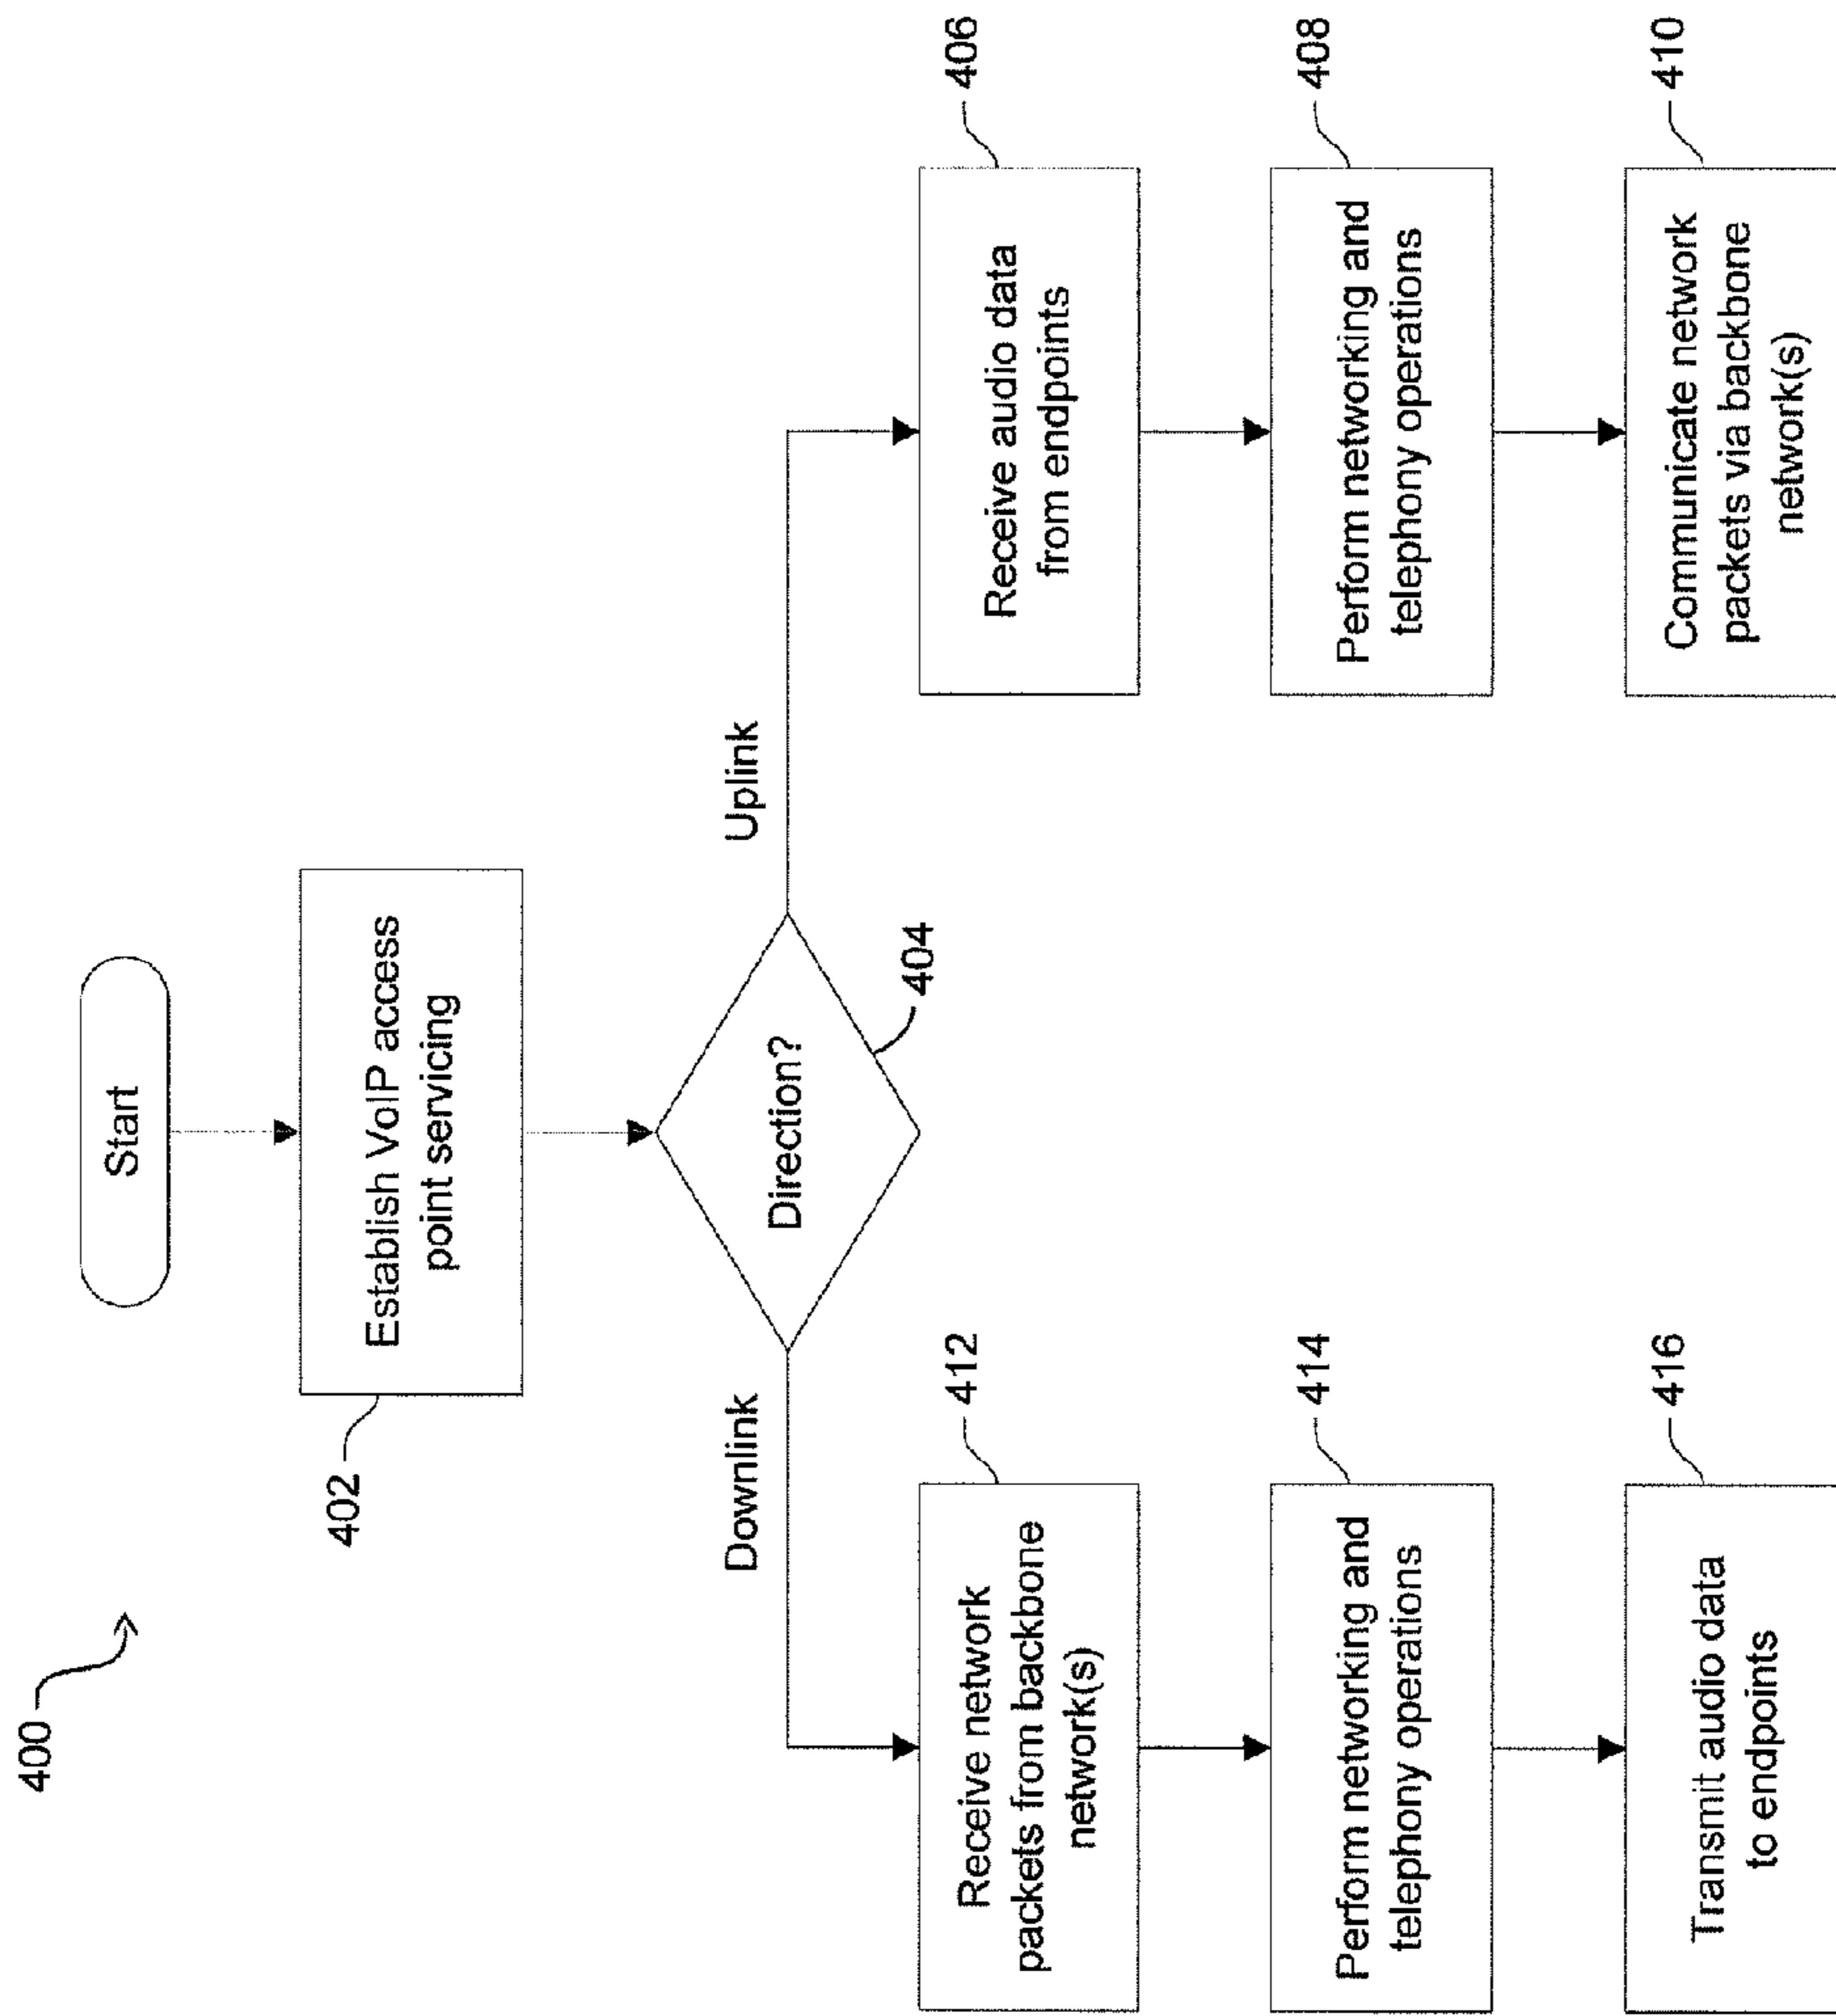 400
Start
402
Establish VoIP access
point servicing
Direction?
404
Downlink
Uplink
412
Receive network
packets from backbone
network(s)
406
Receive audio data
from endpoints
414
Perform networking and
telephony operations
408
Perform networking and
telephony operations
416
Transmit audio data
to endpoints
410
Communicate network
packets via backbone
network(s)